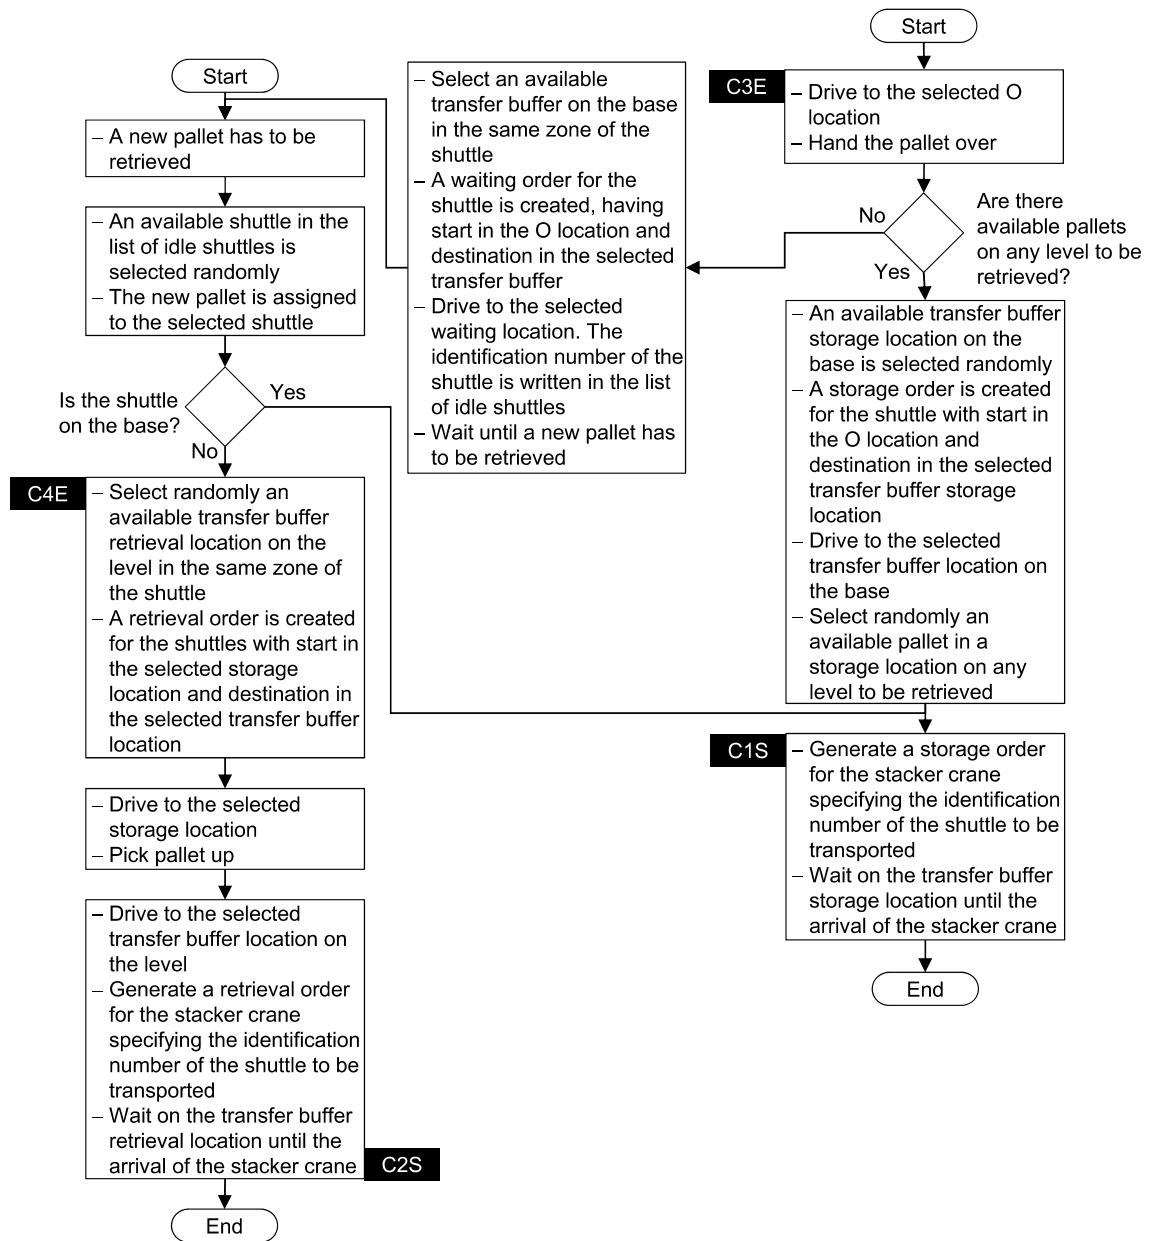 Start
– A new pallet has to be
retrieved
– An available shuttle in the
list of idle shuttles is
selected randomly
– The new pallet is assigned
to the selected shuttle
Is the shuttle
on the base?
Yes
No
C4E
– Select randomly an
available transfer buffer
retrieval location on the
level in the same zone of
the shuttle
– A retrieval order is created
for the shuttles with start in
the selected storage
location and destination in
the selected transfer buffer
location
– Drive to the selected
storage location
– Pick pallet up
– Drive to the selected
transfer buffer location on
the level
– Generate a retrieval order
for the stacker crane
specifying the identification
number of the shuttle to be
transported
– Wait on the transfer buffer
retrieval location until the
arrival of the stacker crane
C2S
End
– Select an available
transfer buffer on the base
in the same zone of the
shuttle
– A waiting order for the
shuttle is created, having
start in the O location and
destination in the selected
transfer buffer
– Drive to the selected
waiting location. The
identification number of the
shuttle is written in the list
of idle shuttles
– Wait until a new pallet has
to be retrieved
Start
C3E
– Drive to the selected O
location
– Hand the pallet over
No
Yes
Are there
available pallets
on any level to be
retrieved?
– An available transfer buffer
storage location on the
base is selected randomly
– A storage order is created
for the shuttle with start in
the O location and
destination in the selected
transfer buffer storage
location
– Drive to the selected
transfer buffer location on
the base
– Select randomly an
available pallet in a
storage location on any
level to be retrieved
C1S
– Generate a storage order
for the stacker crane
specifying the identification
number of the shuttle to be
transported
– Wait on the transfer buffer
storage location until the
arrival of the stacker crane
End